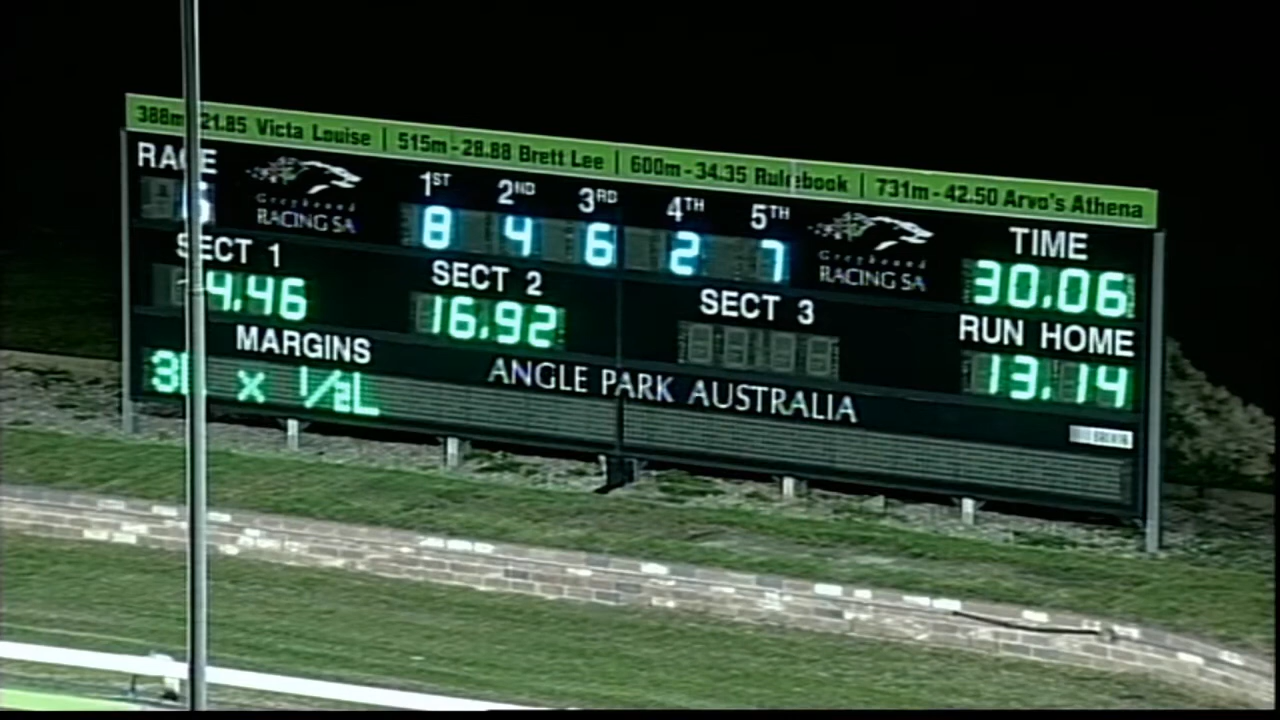 388m 21.85 Victa Louise | 515m - 28.88 Brett Lee | 600m - 34.35 Rulebook | 731m - 42.50 Arvo's Athena
RACE
Greyhound
RACING SA
1ST 2ND 3RD 4TH 5TH
8 4 6 2 7
Greyhound
RACING SA
TIME
30.06
SECT 1
4.46
SECT 2
16.92
SECT 3
RUN HOME
13.14
MARGINS
x 1/2L
ANGLE PARK AUSTRALIA